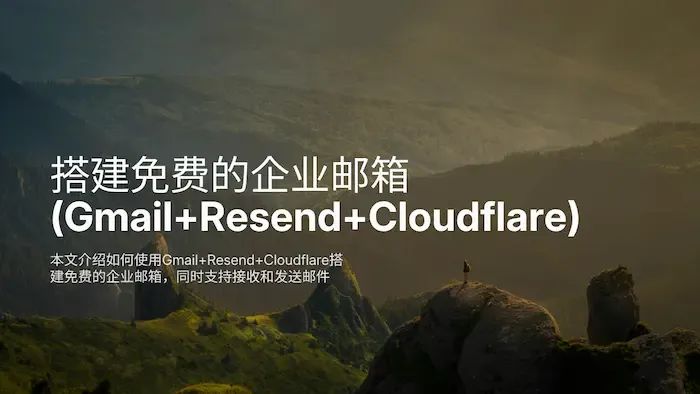 搭建免费的企业邮箱
(Gmail+Resend+Cloudflare)
本文介绍如何使用Gmail+Resend+Cloudflare搭
建免费的企业邮箱，同时支持接收和发送邮件